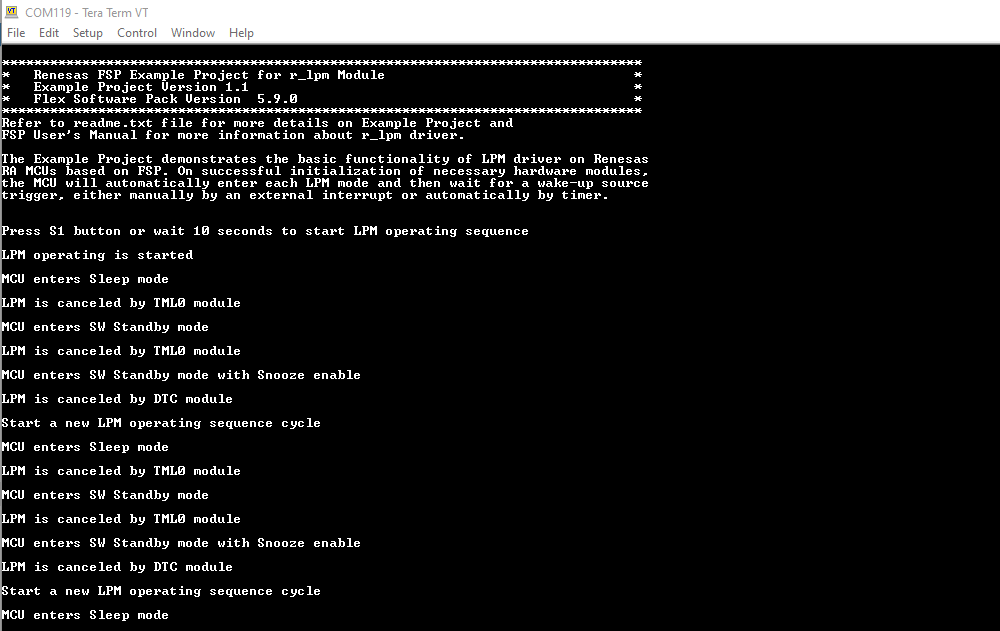 COM119 - Tera Term VT
File Edit Setup Control Window Help
********************************************************************************
* Renesas FSP Example Project for r_lpm Module *
* Example Project Version 1.1 *
* Flex Software Pack Version 5.9.0 *
********************************************************************************
Refer to readme.txt file for more details on Example Project and
FSP User's Manual for more information about r_lpm driver.
The Example Project demonstrates the basic functionality of LPM driver on Renesas
RA MCUs based on FSP. On successful initialization of necessary hardware modules,
the MCU will automatically enter each LPM mode and then wait for a wake-up source
trigger, either manually by an external interrupt or automatically by timer.
Press S1 button or wait 10 seconds to start LPM operating sequence
LPM operating is started
MCU enters Sleep mode
LPM is canceled by TML0 module
MCU enters SW Standby mode
LPM is canceled by TML0 module
MCU enters SW Standby mode with Snooze enable
LPM is canceled by DTC module
Start a new LPM operating sequence cycle
MCU enters Sleep mode
LPM is canceled by TML0 module
MCU enters SW Standby mode
LPM is canceled by TML0 module
MCU enters SW Standby mode with Snooze enable
LPM is canceled by DTC module
Start a new LPM operating sequence cycle
MCU enters Sleep mode